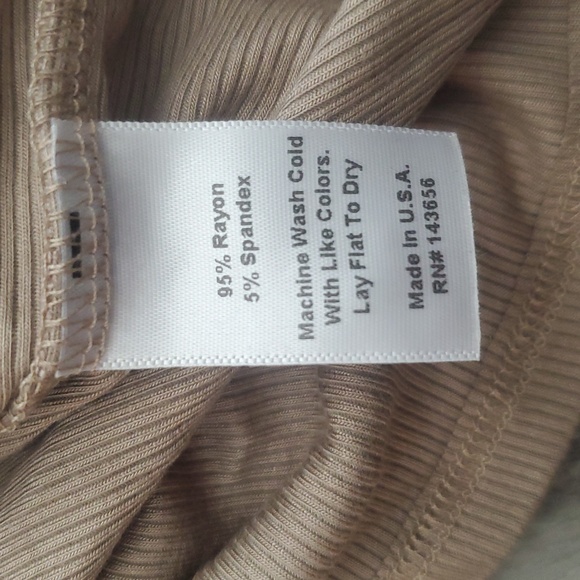 95% Rayon
5% Spandex
Machine Wash Cold
With Like Colors.
Lay Flat To Dry
Made In U.S.A.
RN# 143656